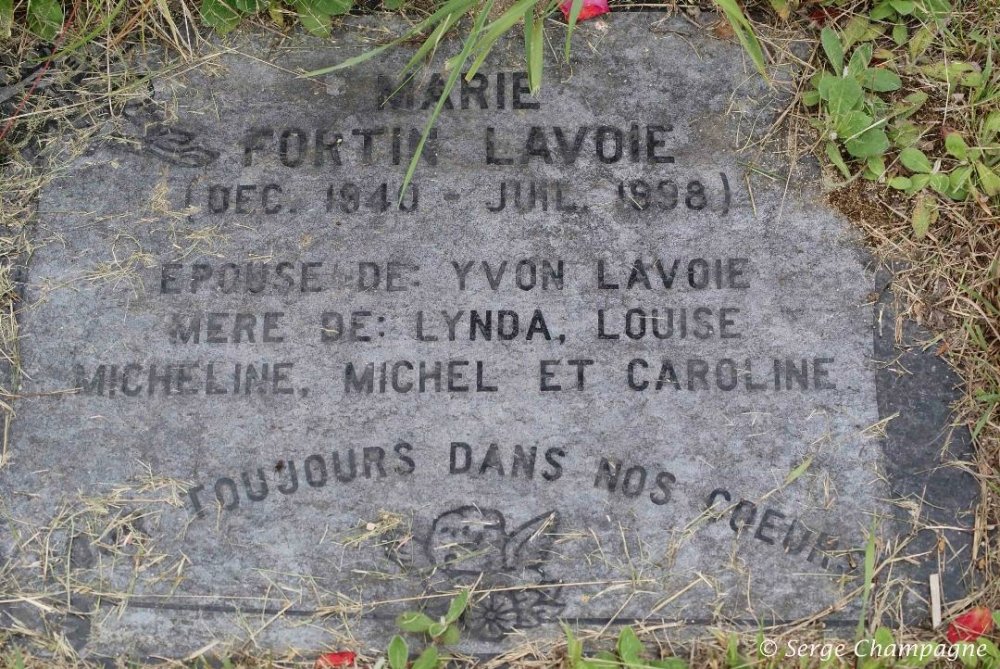 MARIE
FORTIN LAVOIE
(DEC. 1940 - JUIL. 1998)
EPOUSE DE: YVON LAVOIE
MERE DE: LYNDA, LOUISE
MICHELINE, MICHEL ET CAROLINE
TOUJOURS DANS NOS COEURS
© Serge Champagne